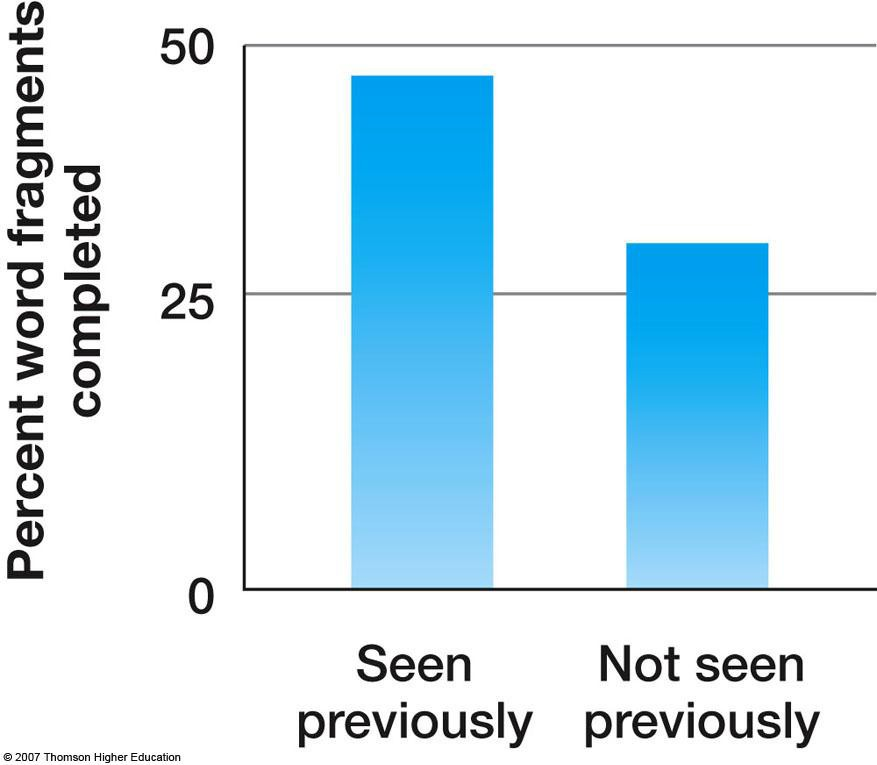 Percent word fragments
completed
50
25
0
Seen
previously
Not seen
previously
© 2007 Thomson Higher Education